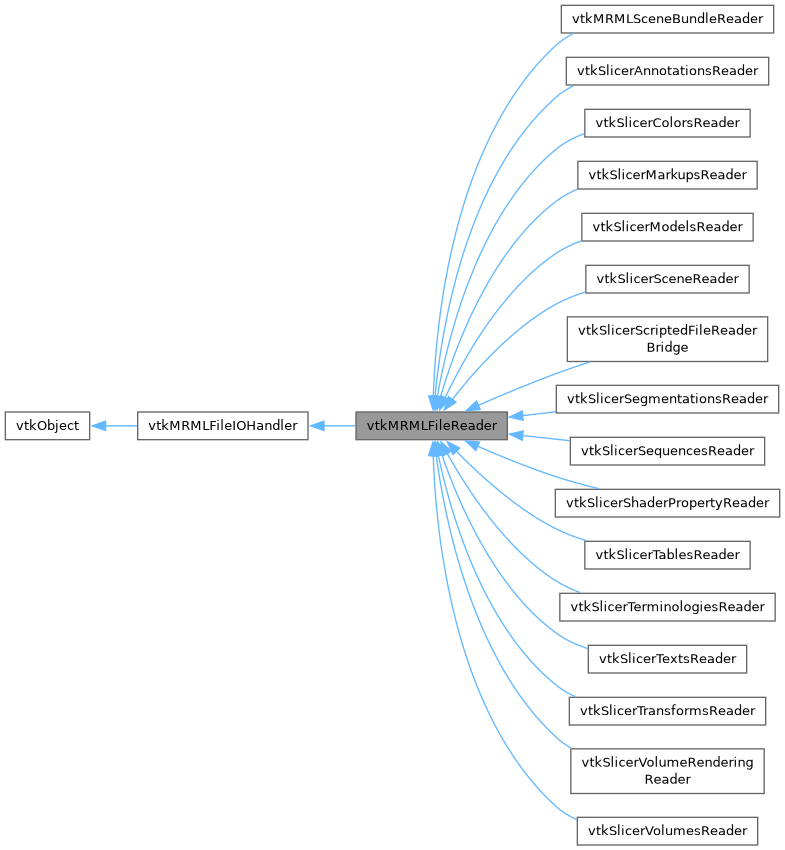 vtkMRMLSceneBundleReader
vtkSlicerAnnotationsReader
vtkSlicerColorsReader
vtkSlicerMarkupsReader
vtkSlicerModelsReader
vtkSlicerSceneReader
vtkSlicerScriptedFileReader
Bridge
vtkSlicerSegmentationsReader
vtkObject
vtkMRMLFileIOHandler
vtkMRMLFileReader
vtkSlicerSequencesReader
vtkSlicerShaderPropertyReader
vtkSlicerTablesReader
vtkSlicerTerminologiesReader
vtkSlicerTextsReader
vtkSlicerTransformsReader
vtkSlicerVolumeRendering
Reader
vtkSlicerVolumesReader